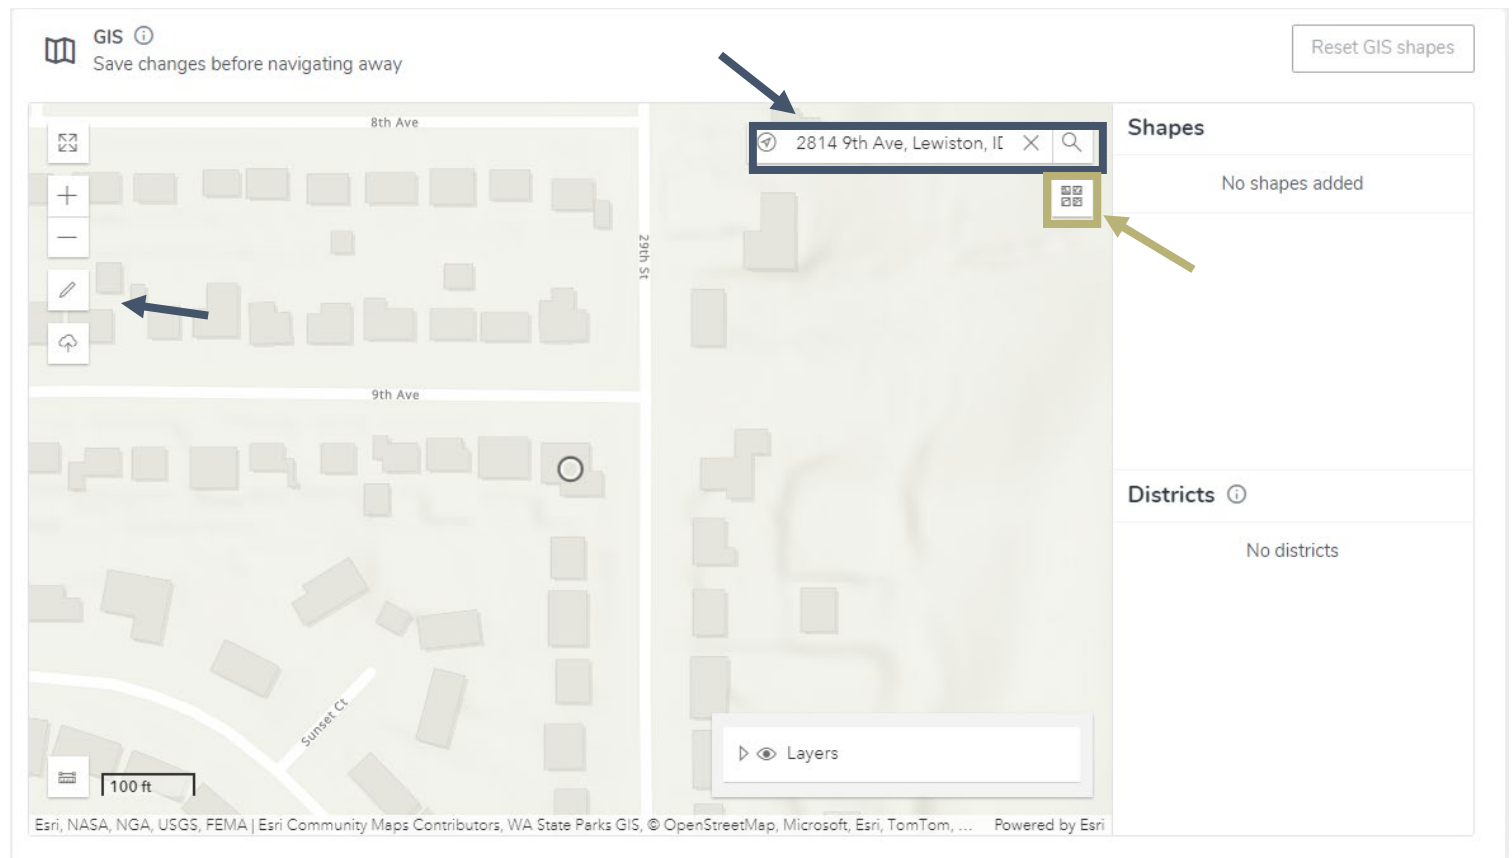 GIS
Save changes before navigating away
Reset GIS shapes
8th Ave
2814 9th Ave, Lewiston, ID
Shapes
No shapes added
29th St
9th Ave
Districts
No districts
Sunset Ct
Layers
100 ft
Esri, NASA, NGA, USGS, FEMA | Esri Community Maps Contributors, WA State Parks GIS, © OpenStreetMap, Microsoft, Esri, TomTom, ...
Powered by Esri